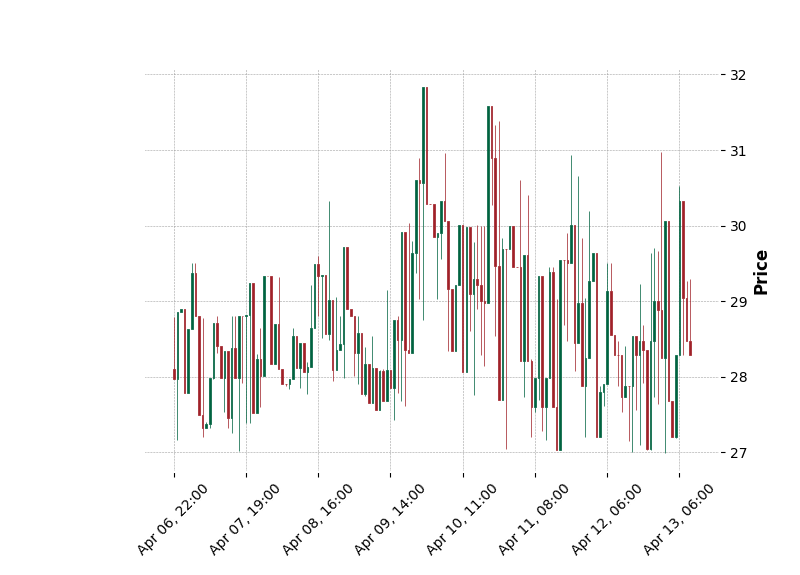 32
31
30
29
28
27
Price
Apr 06, 22:00
Apr 07, 19:00
Apr 08, 16:00
Apr 09, 14:00
Apr 10, 11:00
Apr 11, 08:00
Apr 12, 06:00
Apr 13, 06:00